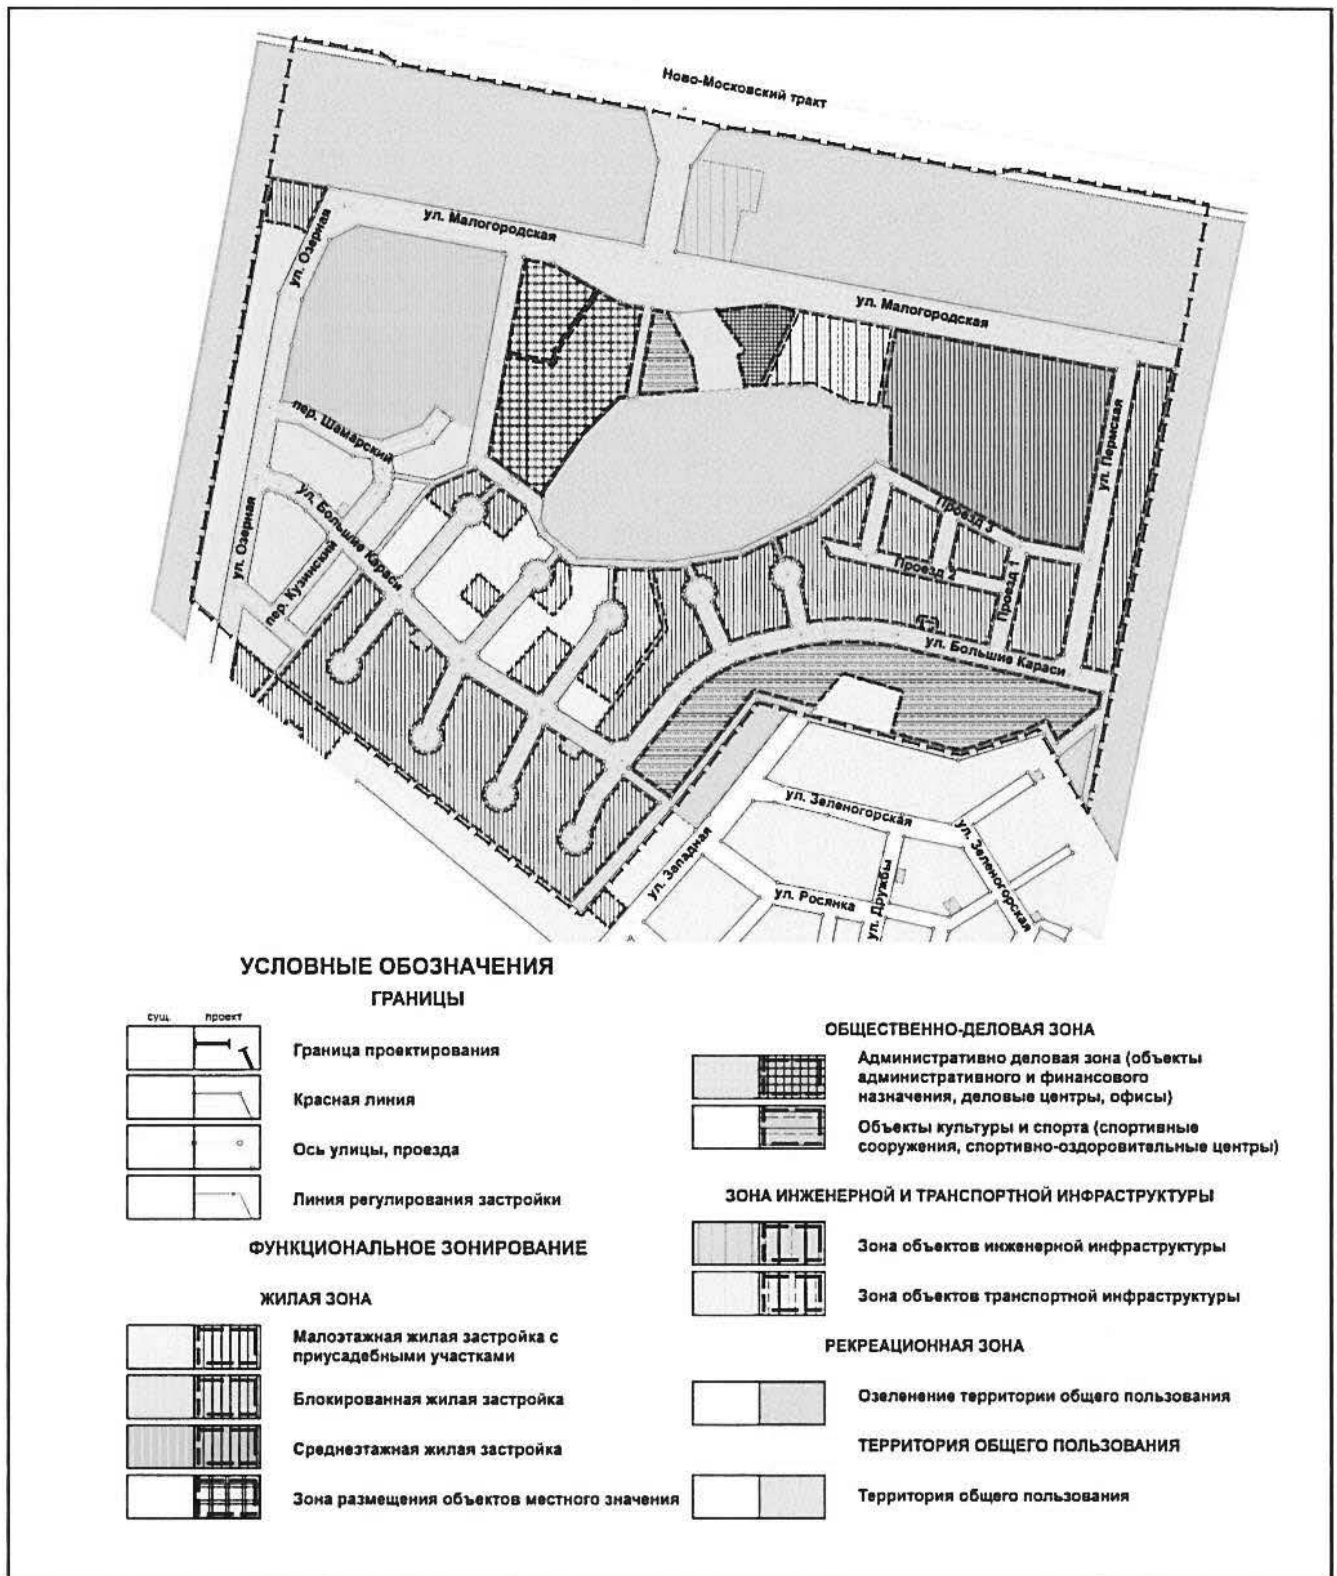 Ново-Московский тракт
ул. Малогородская
ул. Озерная
ул. Малогородская
пер. Шамарский
ул. Пермская
ул. Большие Караси
Проезд 3
ул. Озерная
Проезд 2
Проезд 1
пер. Кузинский
ул. Большие Караси
ул. Зеленогорская
ул. Зеленогорская
ул. Западная
ул. Росянка
ул. Дружбы
УСЛОВНЫЕ ОБОЗНАЧЕНИЯ
ГРАНИЦЫ
сущ. проект
Граница проектирования
Красная линия
Ось улицы, проезда
Линия регулирования застройки
ФУНКЦИОНАЛЬНОЕ ЗОНИРОВАНИЕ
ЖИЛАЯ ЗОНА
Малоэтажная жилая застройка с
приусадебными участками
Блокированная жилая застройка
Среднеэтажная жилая застройка
Зона размещения объектов местного значения
ОБЩЕСТВЕННО-ДЕЛОВАЯ ЗОНА
Административно деловая зона (объекты
административного и финансового
назначения, деловые центры, офисы)
Объекты культуры и спорта (спортивные
сооружения, спортивно-оздоровительные центры)
ЗОНА ИНЖЕНЕРНОЙ И ТРАНСПОРТНОЙ ИНФРАСТРУКТУРЫ
Зона объектов инженерной инфраструктуры
Зона объектов транспортной инфраструктуры
РЕКРЕАЦИОННАЯ ЗОНА
Озеленение территории общего пользования
ТЕРРИТОРИЯ ОБЩЕГО ПОЛЬЗОВАНИЯ
Территория общего пользования